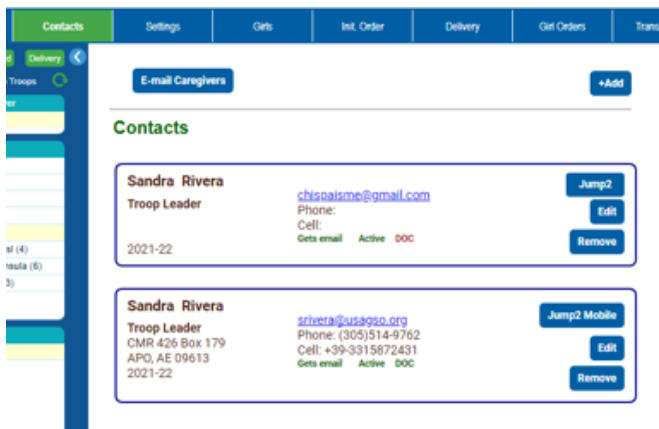 Contacts
Settings
Girls
Init. Order
Delivery
Girl Orders
Delivery
Troops
E-mail Caregivers
+Add
Contacts
Sandra Rivera
Troop Leader
2021-22
chispaisme@gmail.com
Phone:
Cell:
Gets email Active DOC
Jump2
Edit
Remove
(4)
(6)
Sandra Rivera
Troop Leader
CMR 426 Box 179
APO, AE 09613
2021-22
srivera@usagso.org
Phone: (305)514-9762
Cell: +39-3315872431
Gets email Active DOC
Jump2 Mobile
Edit
Remove